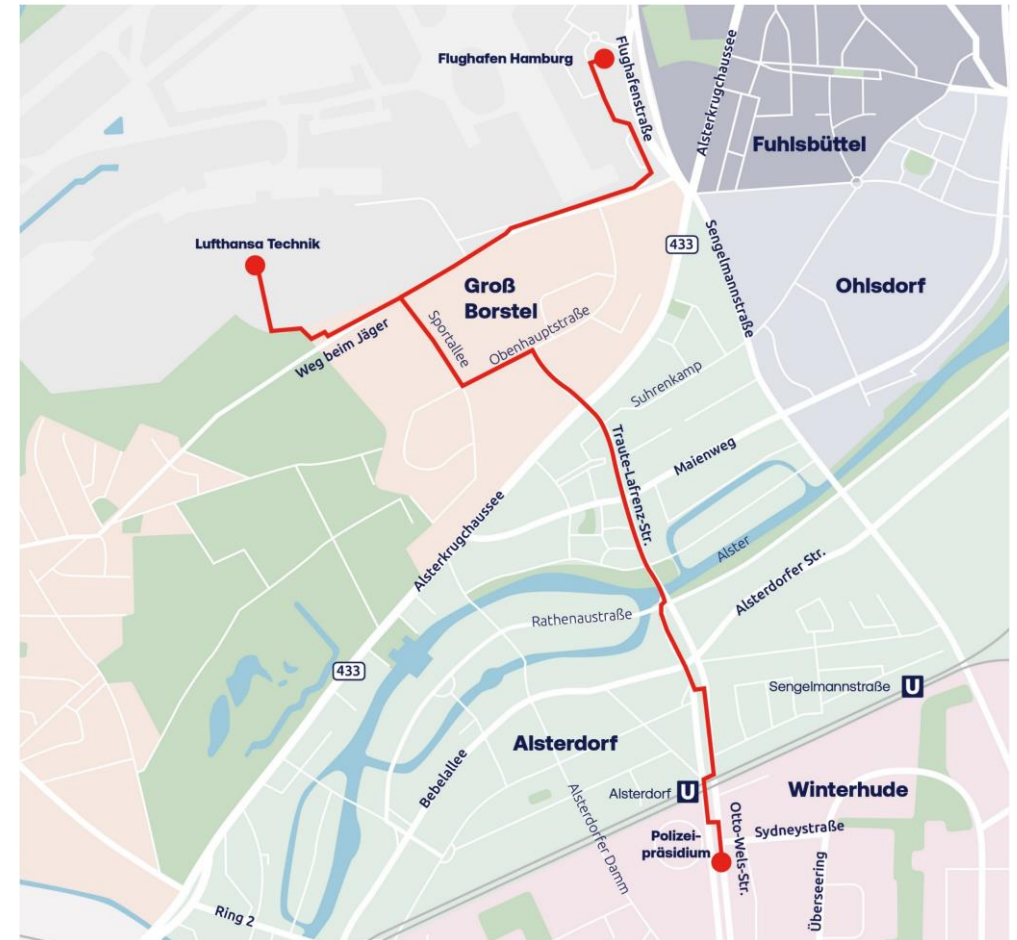 Flughafen Hamburg
Flughafenstraße
Alsterkrugchaussee
Fuhlsbüttel
Lufthansa Technik
433
Sengelmannstraße
Groß
Borstel
Ohlsdorf
Sportallee
Obenhauptstraße
Weg beim Jäger
Suhrenkamp
Traute-Lafrenz-Str.
Maienweg
Alsterkrugchaussee
Alster
Alsterdorfer Str.
Rathenaustraße
433
Sengelmannstraße U
Alsterdorf
Bebelallee
Alsterdorf U
Winterhude
Alsterdorfer Damm
Otto-Wels-Str.
Sydneystraße
Polizei-
präsidium
Überseering
Ring 2